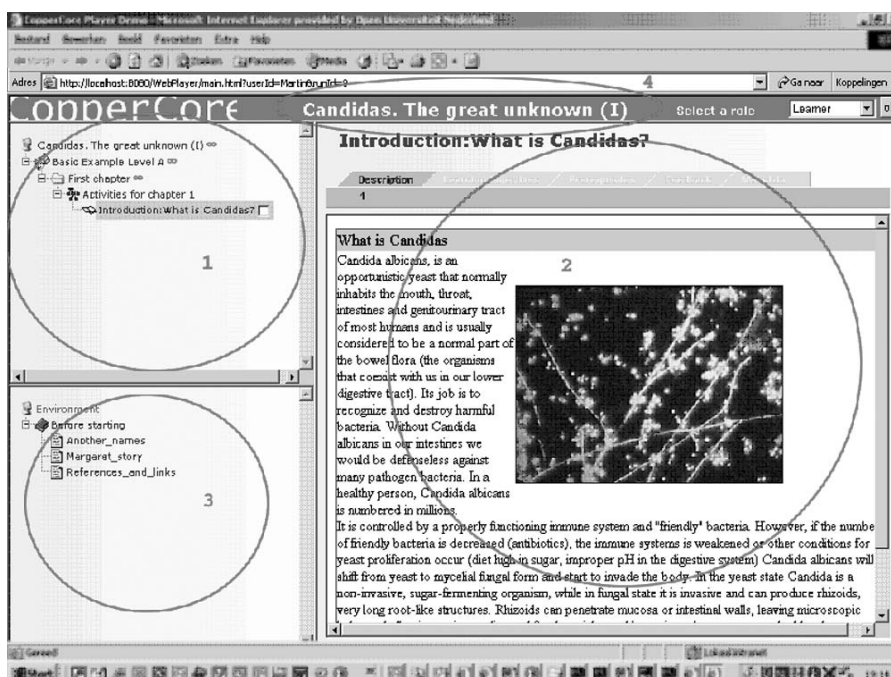 CopperCore Player Demo - Microsoft Internet Explorer provided by Open Universiteit Nederland
Bestand Bewerken Beeld Favorieten Extra Help
Zoeken Favorieten Media
Adres http://localhost:8080/WebPlayer/main.html?userId=Martin&runId=9
Ga naar Koppelingen
4
CopperCore
Candidas. The great unknown (I)
Select a role
Learner
Candidas. The great unknown (I)
Basic Example Level A
First chapter
Activities for chapter 1
Introduction:What is Candidas?
1
Environment
Before starting
Another_names
Margaret_story
References_and_links
3
Introduction:What is Candidas?
Description
1
What is Candidas
2
Candida albicans, is an
opportunistic yeast that normally
inhabits the mouth, throat,
intestines and genitourinary tract
of most humans and is usually
considered to be a normal part of
the bowel flora (the organisms
that coexist with us in our lower
digestive tract). Its job is to
recognize and destroy harmful
bacteria. Without Candida
albicans in our intestines we
would be defenseless against
many pathogen bacteria. In a
healthy person, Candida albicans
is numbered in millions.
It is controlled by a properly functioning immune system and "friendly" bacteria. However, if the numbe
of friendly bacteria is decreased (antibiotics), the immune systems is weakened or other conditions for
yeast proliferation occur (diet high in sugar, improper pH in the digestive system) Candida albicans will
shift from yeast to mycelial fungal form and start to invade the body. In the yeast state Candida is a
non-invasive, sugar-fermenting organism, while in fungal state it is invasive and can produce rhizoids,
very long root-like structures. Rhizoids can penetrate mucosa or intestinal walls, leaving microscopic
Gereed
Lokaal intranet
Start